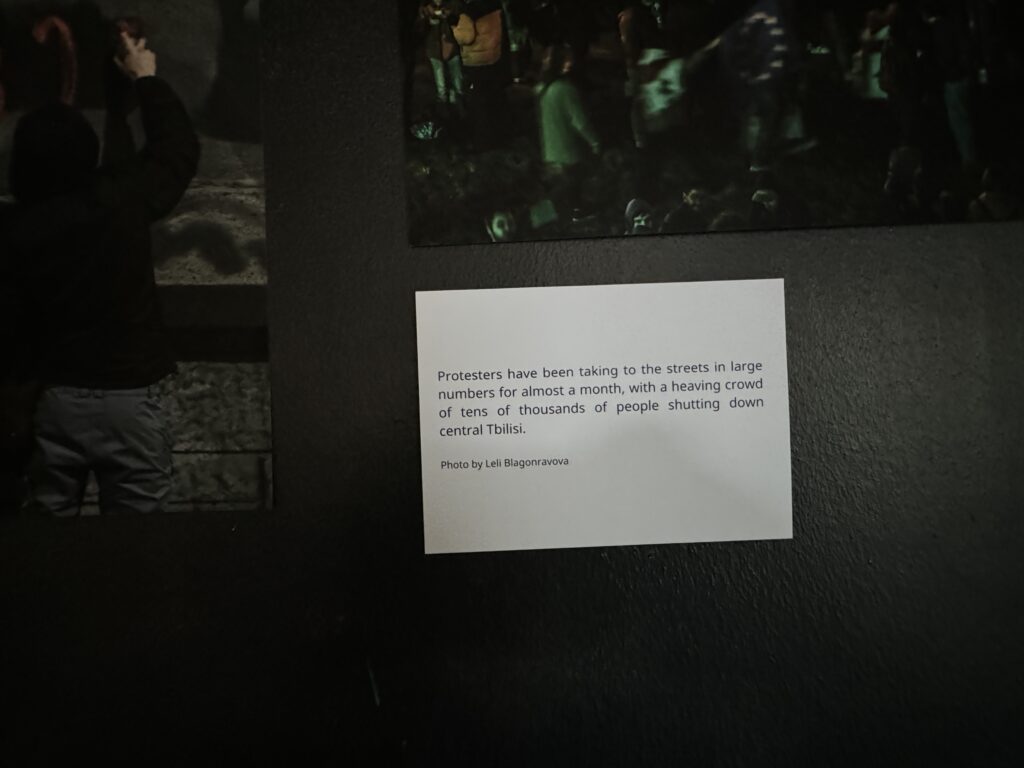 Protesters have been taking to the streets in large
numbers for almost a month, with a heaving crowd
of tens of thousands of people shutting down
central Tbilisi.
Photo by Leli Blagonravova